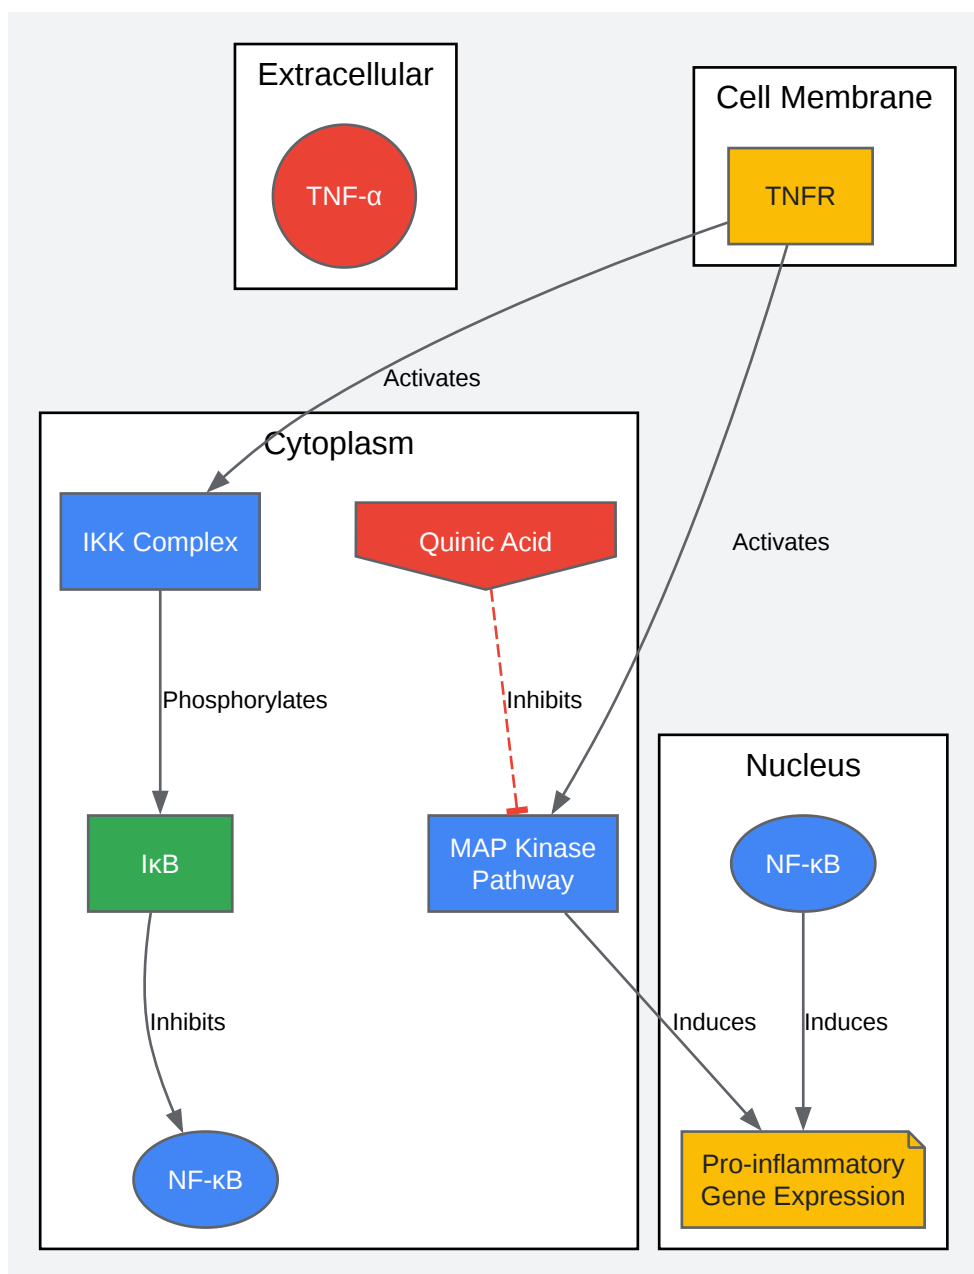 Extracellular
Cell Membrane
TNF-α
TNFR
Activates
Cytoplasm
IKK Complex
Quinic Acid
Activates
Phosphorylates
Inhibits
Nucleus
IκB
MAP Kinase
Pathway
NF-κB
Inhibits
Induces
Induces
NF-κB
Pro-inflammatory
Gene Expression